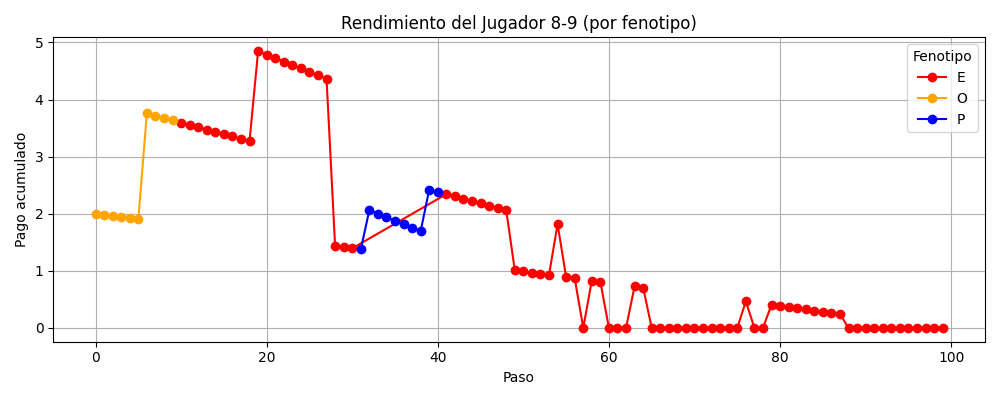 Rendimiento del Jugador 8-9 (por fenotipo)
Pago acumulado
5
4
3
2
1
0
Fenotipo
E
O
P
0 20 40 60 80 100
Paso